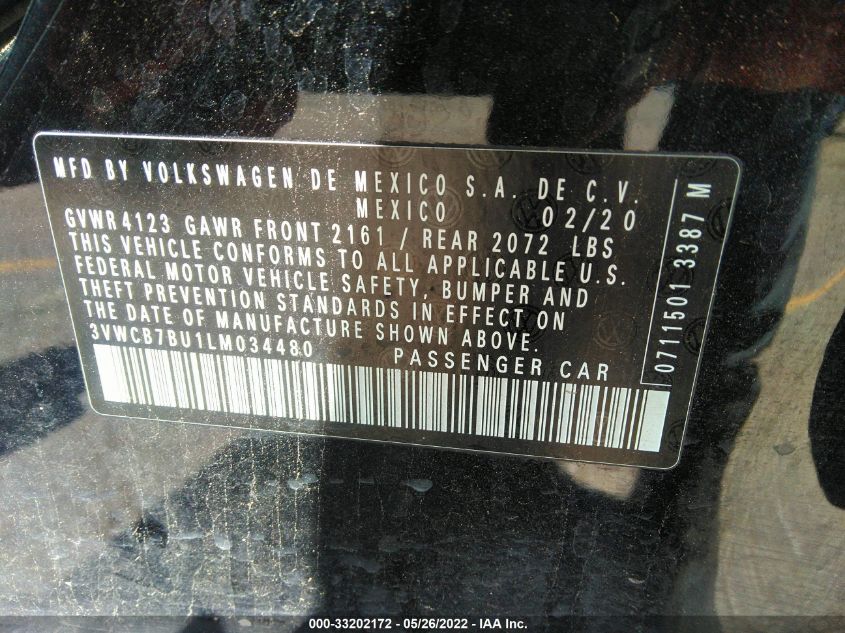 MFD BY VOLKSWAGEN DE MEXICO S.A. DE C.V.
MEXICO 02/20
GVWR4123 GAWR FRONT 2161 / REAR 2072 LBS
THIS VEHICLE CONFORMS TO ALL APPLICABLE U.S.
FEDERAL MOTOR VEHICLE SAFETY, BUMPER AND
THEFT PREVENTION STANDARDS IN EFFECT ON
THE DATE OF MANUFACTURE SHOWN ABOVE.
3VWCB7BU1LM034480 PASSENGER CAR
0711501 3387 M
000-33202172 - 05/26/2022 - IAA Inc.